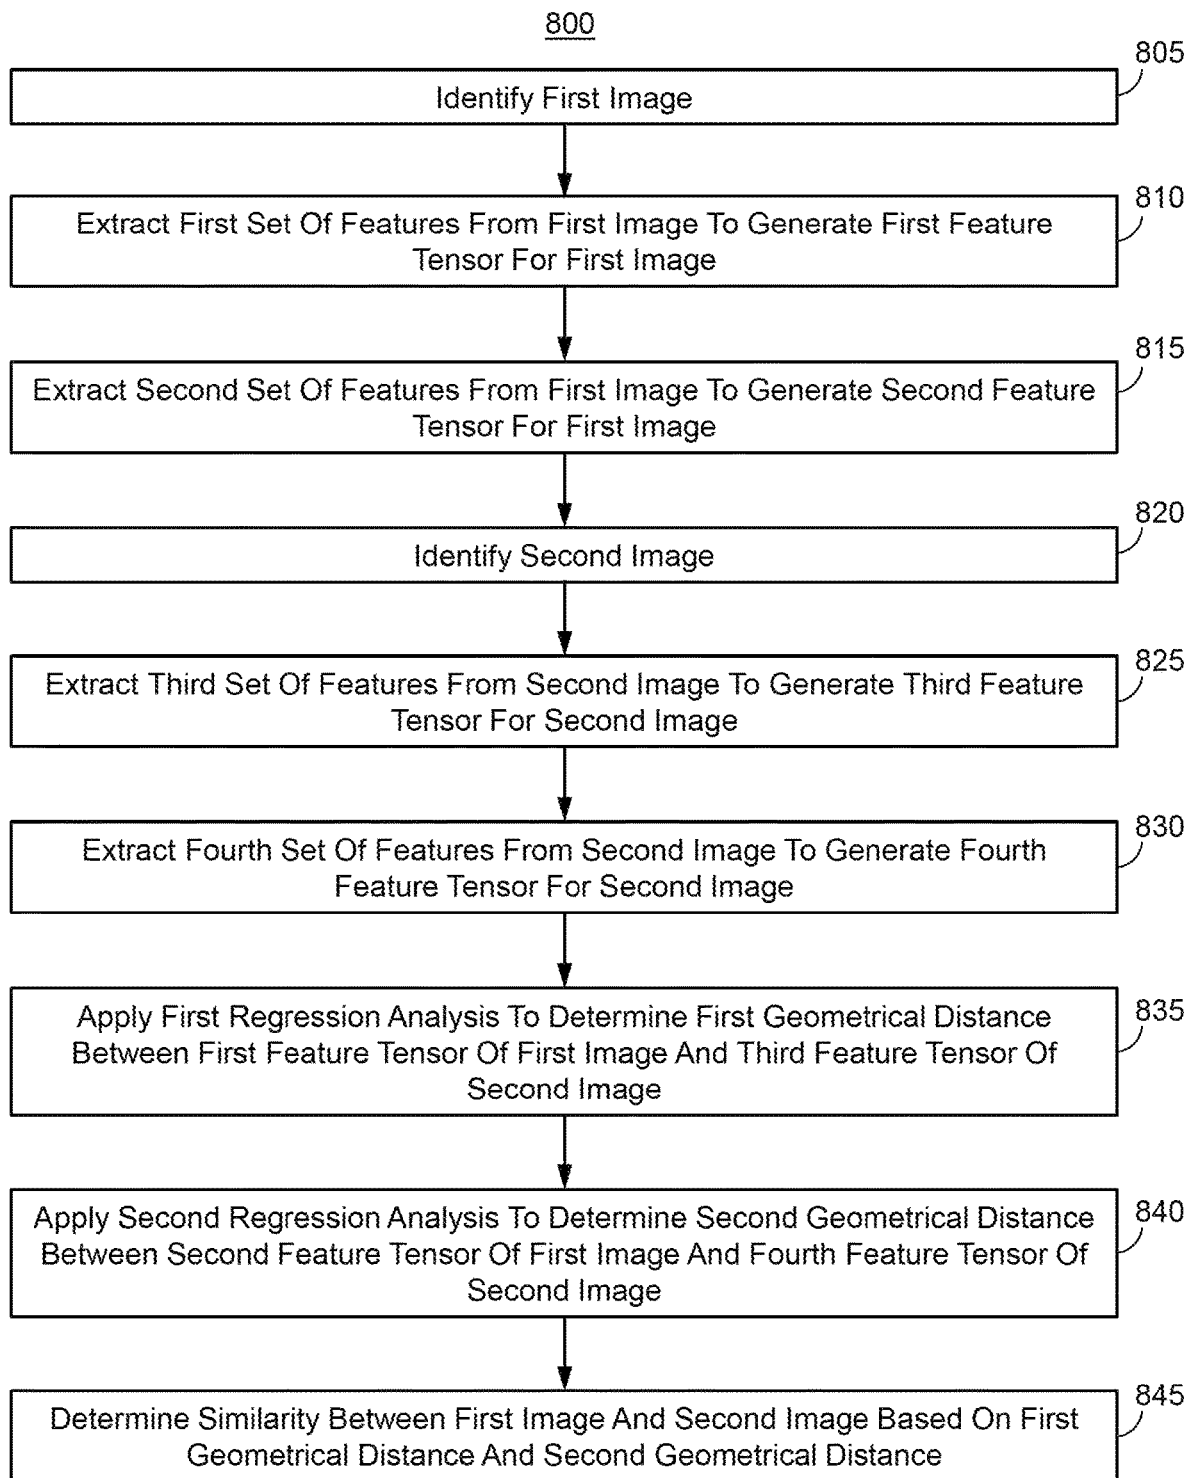 800
805
Identify First Image
810
Extract First Set Of Features From First Image To Generate First Feature
Tensor For First Image
815
Extract Second Set Of Features From First Image To Generate Second Feature
Tensor For First Image
820
Identify Second Image
825
Extract Third Set Of Features From Second Image To Generate Third Feature
Tensor For Second Image
830
Extract Fourth Set Of Features From Second Image To Generate Fourth
Feature Tensor For Second Image
835
Apply First Regression Analysis To Determine First Geometrical Distance
Between First Feature Tensor Of First Image And Third Feature Tensor Of
Second Image
840
Apply Second Regression Analysis To Determine Second Geometrical Distance
Between Second Feature Tensor Of First Image And Fourth Feature Tensor Of
Second Image
845
Determine Similarity Between First Image And Second Image Based On First
Geometrical Distance And Second Geometrical Distance